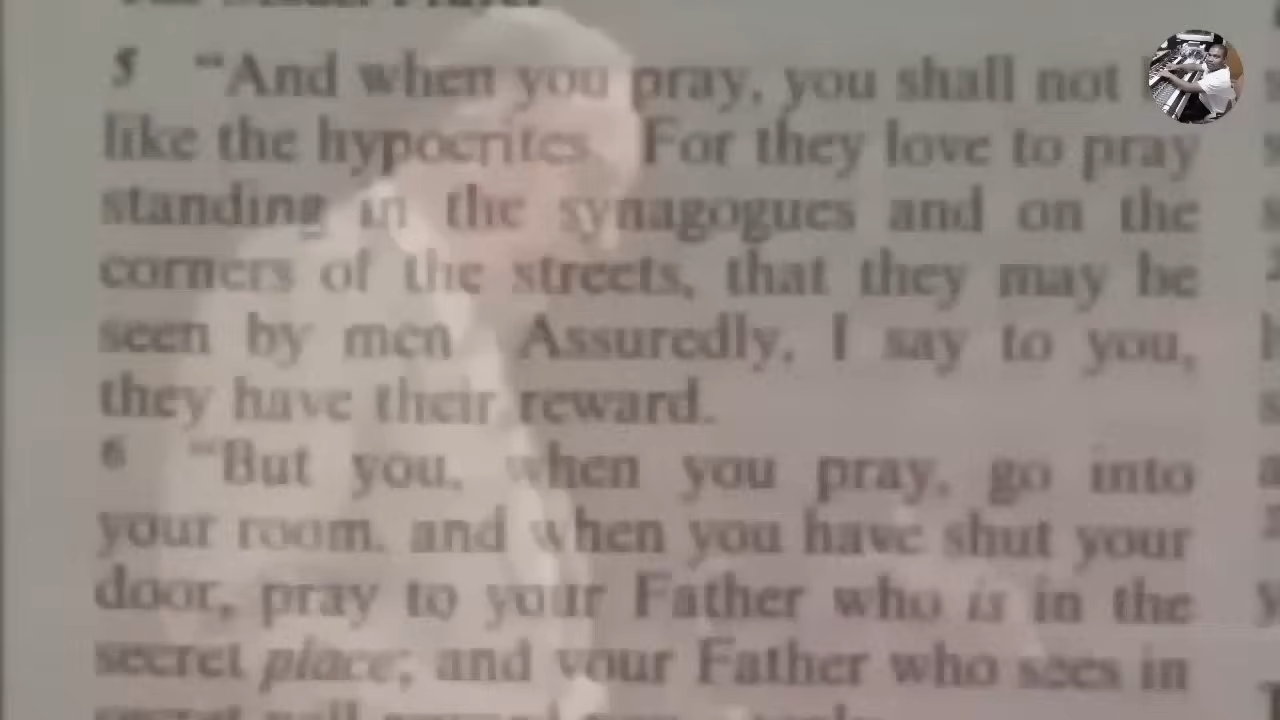 5 “And when you pray, you shall not
like the hypocrites. For they love to pray
standing in the synagogues and on the
corners of the streets, that they may be
seen by men. Assuredly, I say to you,
they have their reward.
6 “But you, when you pray, go into
your room, and when you have shut your
door, pray to your Father who is in the
secret place; and your Father who sees in